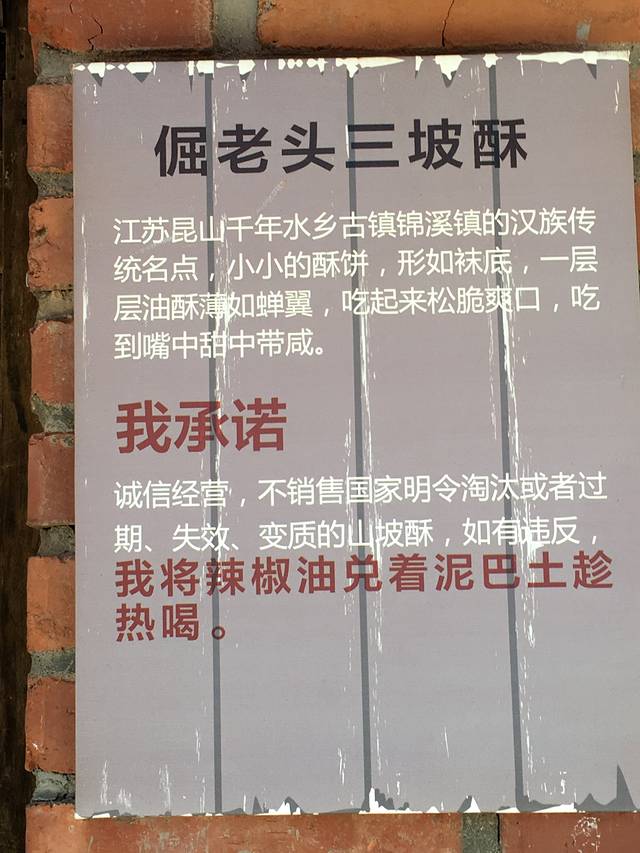 倔老头三坡酥
江苏昆山千年水乡古镇锦溪镇的汉族传
统名点，小小的酥饼，形如袜底，一层
层油酥薄如蝉翼，吃起来松脆爽口，吃
到嘴中甜中带咸。
我承诺
诚信经营，不销售国家明令淘汰或者过
期、失效、变质的山坡酥，如有违反，
我将辣椒油兑着泥巴土趁
热喝。